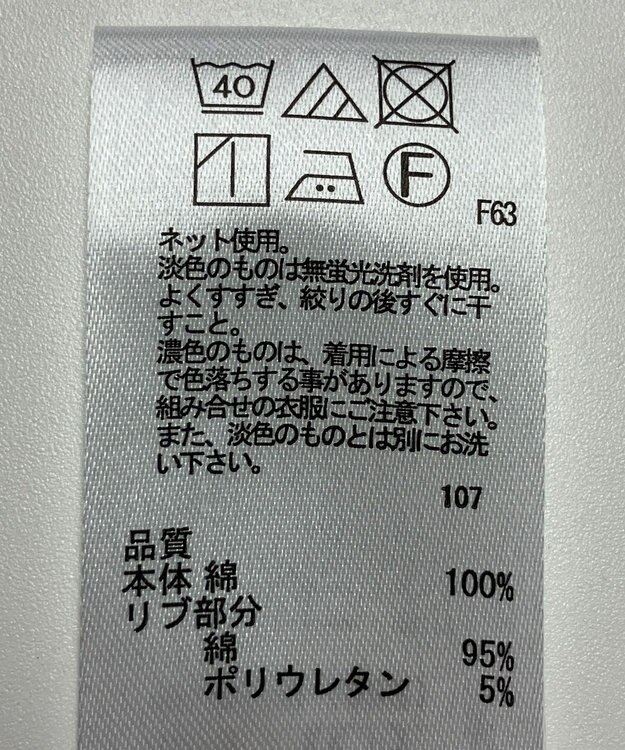 40
F
F63
ネット使用。
淡色のものは無蛍光洗剤を使用。
よくすすぎ、絞りの後すぐに干
すこと。
濃色のものは、着用による摩擦
で色落ちする事がありますので、
組み合せの衣服にご注意下さい。
また、淡色のものとは別にお洗
い下さい。
107
品質
本体 綿 100%
リブ部分
綿 95%
ポリウレタン 5%